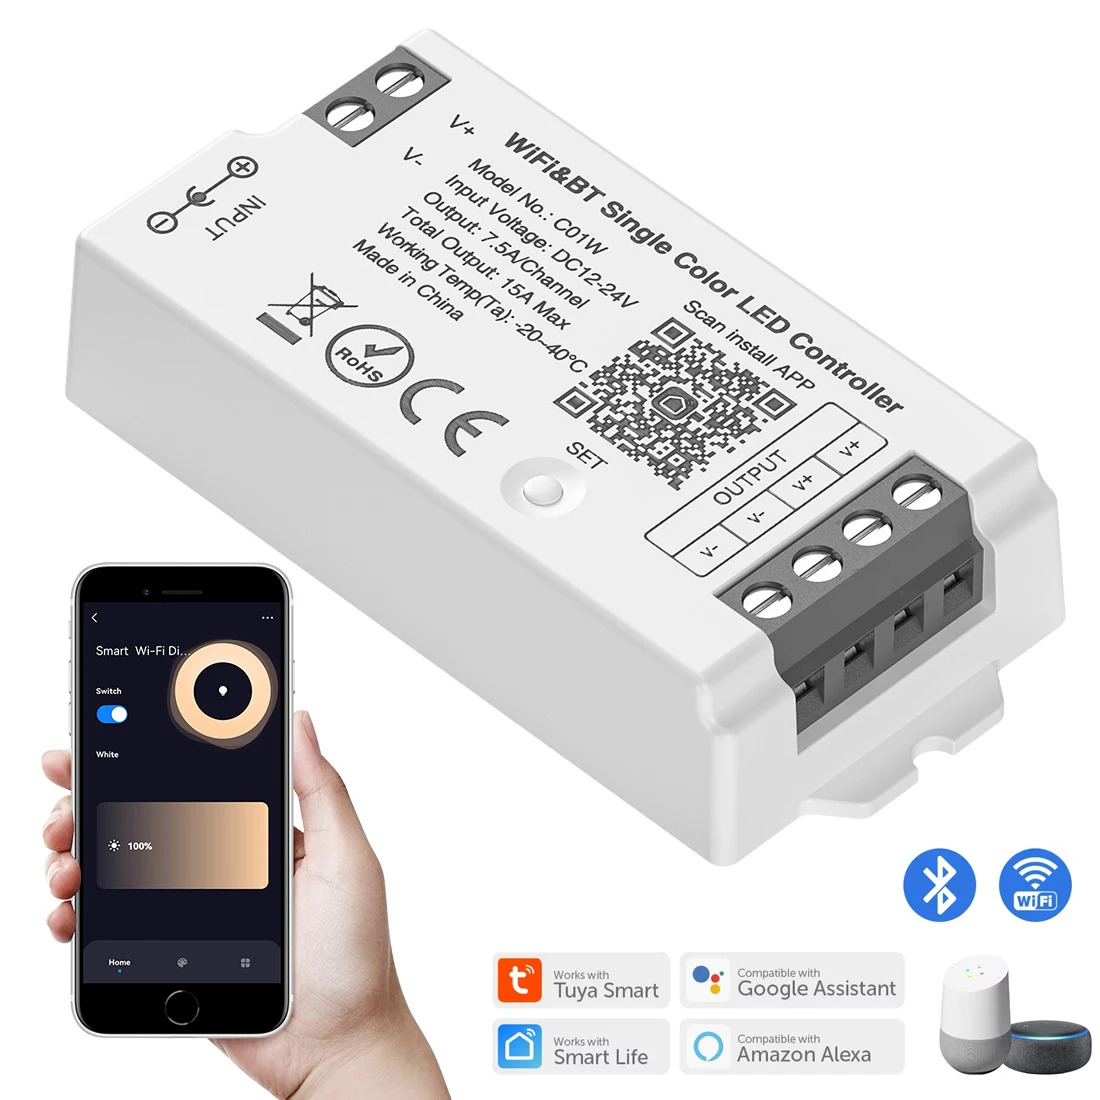 V+
V-
INPUT
WiFi&BT Single Color LED Controller
Model No.: C01W
Input Voltage: DC12-24V
Output: 7.5A/Channel
Total Output: 15A Max
Working Temp(Ta): -20~40°C
Made in China
RoHS
CE
SET
Scan install APP
OUTPUT
V- V- V+ V+
Smart Wi-Fi Di...
Switch
White
100%
Home
WiFi
Works with
Tuya Smart
Compatible with
Google Assistant
Works with
Smart Life
Compatible with
Amazon Alexa